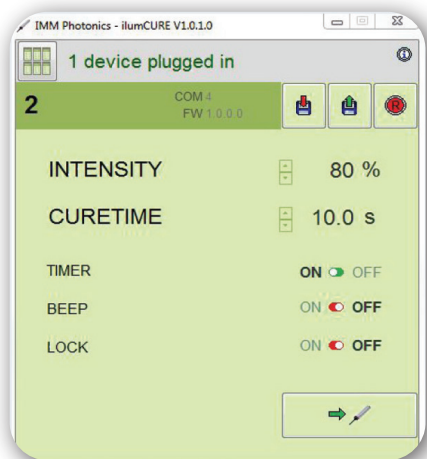 IMM Photonics - ilumCURE V1.0.1.0
1 device plugged in
2
COM 4
FW 1.0.0.0
R
INTENSITY 80 %
CURETIME 10.0 s
TIMER ON OFF
BEEP ON OFF
LOCK ON OFF